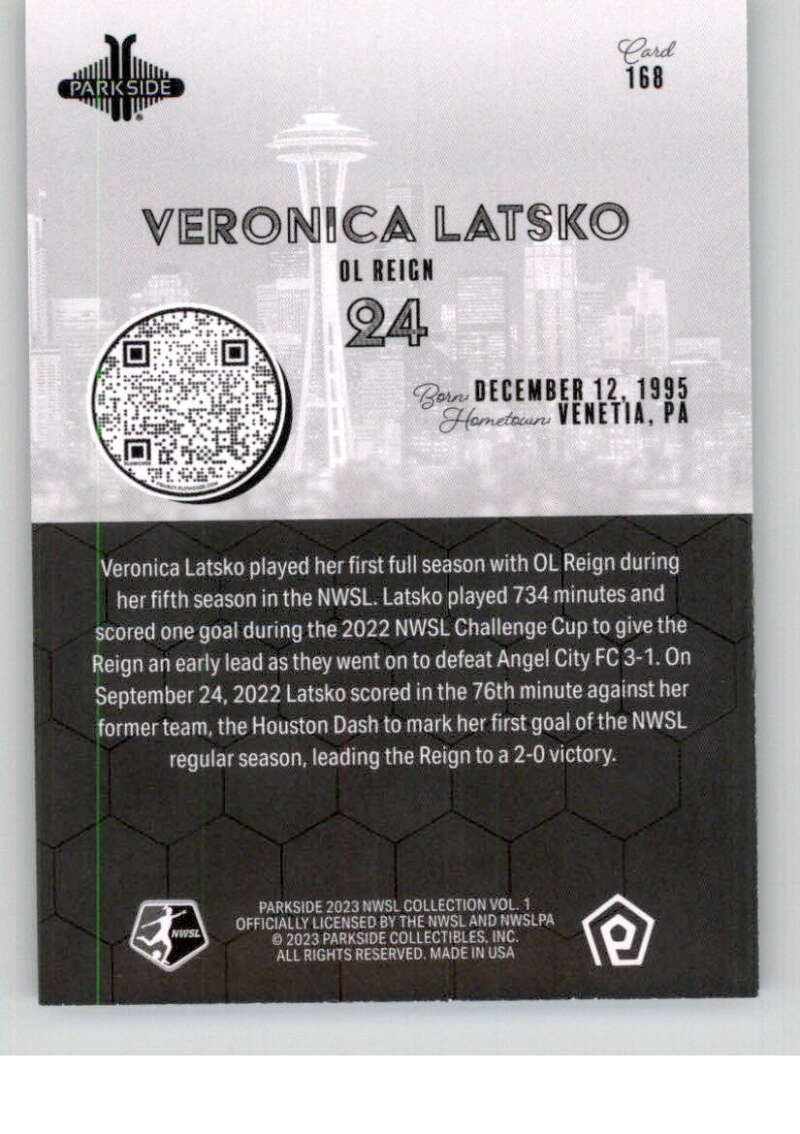 PARKSIDE
®
Card
168
VERONICA LATSKO
OL REIGN
24
Born: DECEMBER 12, 1995
Hometown: VENETIA, PA
Veronica Latsko played her first full season with OL Reign during
her fifth season in the NWSL. Latsko played 734 minutes and
scored one goal during the 2022 NWSL Challenge Cup to give the
Reign an early lead as they went on to defeat Angel City FC 3-1. On
September 24, 2022 Latsko scored in the 76th minute against her
former team, the Houston Dash to mark her first goal of the NWSL
regular season, leading the Reign to a 2-0 victory.
NWSL
PARKSIDE 2023 NWSL COLLECTION VOL. 1
OFFICIALLY LICENSED BY THE NWSL AND NWSLPA
© 2023 PARKSIDE COLLECTIBLES, INC.
ALL RIGHTS RESERVED. MADE IN USA